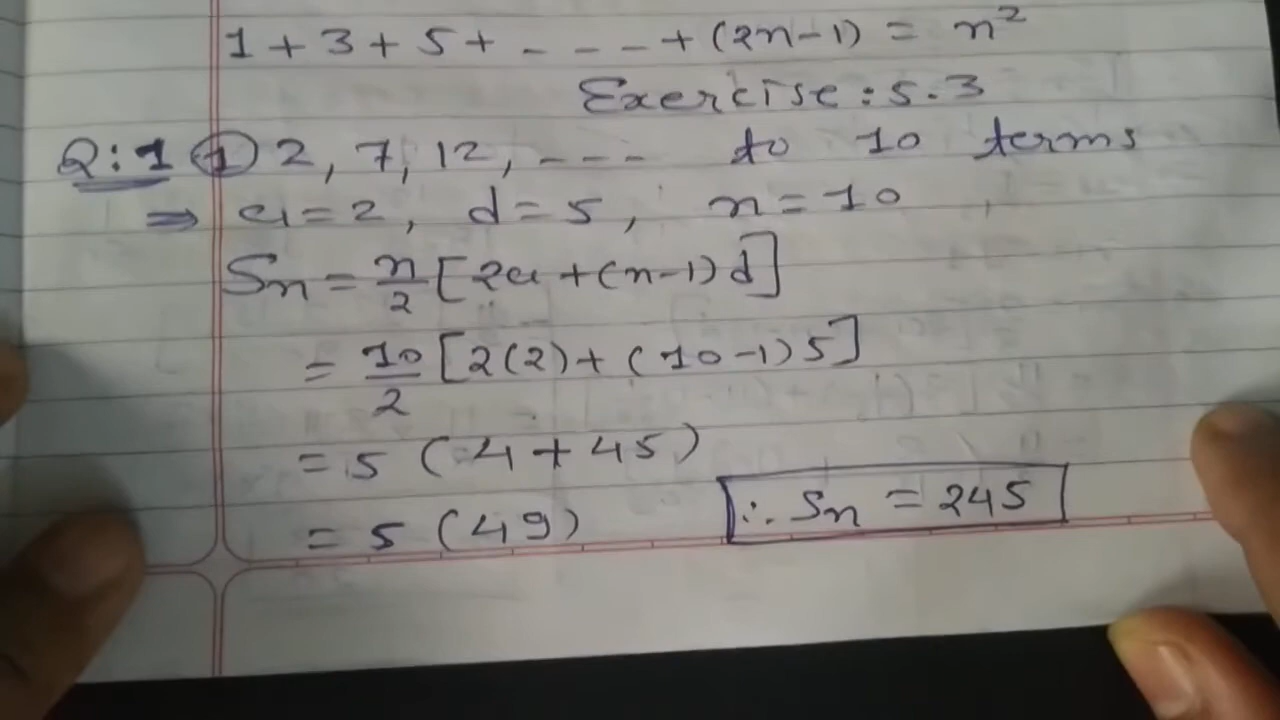 1 + 3 + 5 + - - - + (2n-1) = n²
Exercise: 5.3
Q:1 ① 2, 7, 12, --- to 10 terms
⇒ a = 2, d = 5, n = 10
Sn = n/2 [2a + (n-1) d]
= 10/2 [2(2) + (10-1) 5]
= 5 (4 + 45)
= 5 (49) ∴ Sn = 245